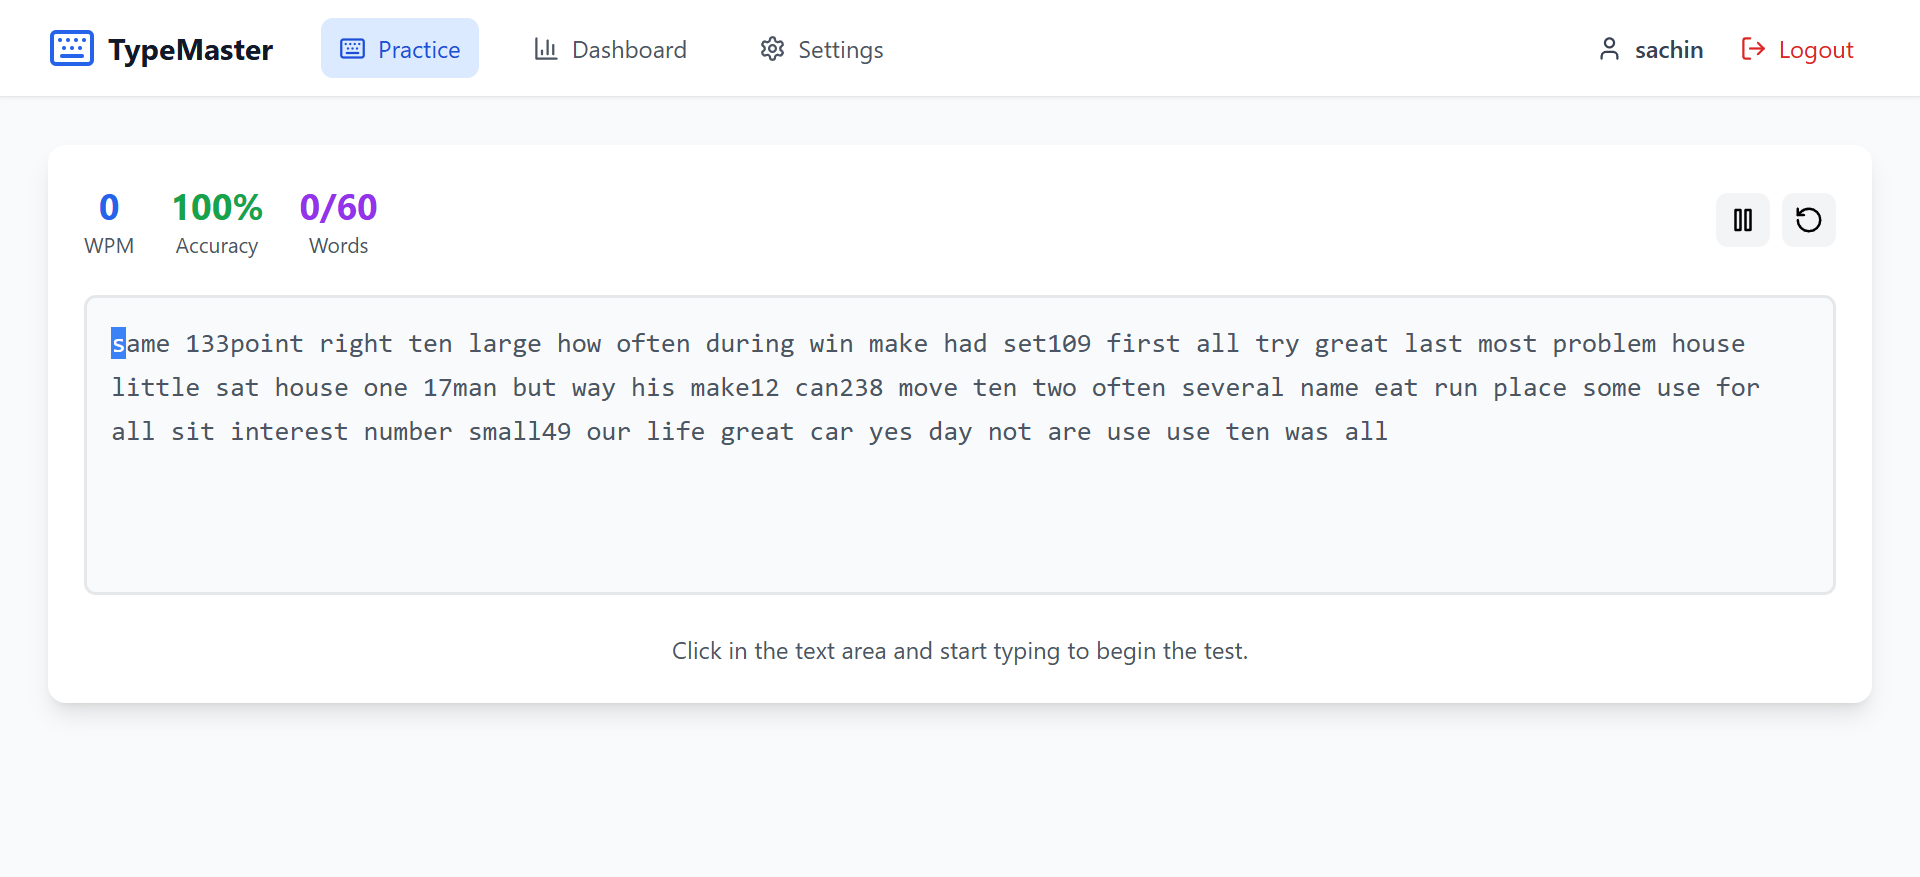 TypeMaster Practice Dashboard Settings sachin Logout
0 100% 0/60
WPM Accuracy Words
same 133point right ten large how often during win make had set109 first all try great last most problem house
little sat house one 17man but way his make12 can238 move ten two often several name eat run place some use for
all sit interest number small49 our life great car yes day not are use use ten was all
Click in the text area and start typing to begin the test.